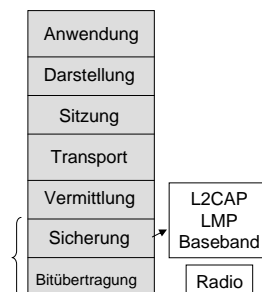 Anwendung
Darstellung
Sitzung
Transport
Vermittlung
Sicherung
Bitübertragung
L2CAP
LMP
Baseband
Radio